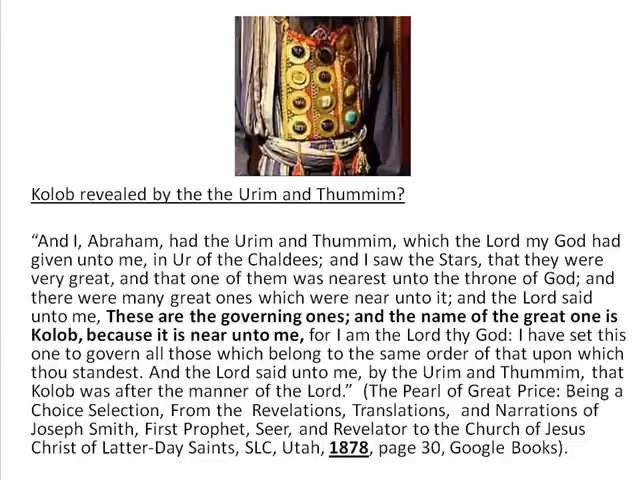 Kolob revealed by the the Urim and Thummim?
“And I, Abraham, had the Urim and Thummim, which the Lord my God had
given unto me, in Ur of the Chaldees; and I saw the Stars, that they were
very great, and that one of them was nearest unto the throne of God; and
there were many great ones which were near unto it; and the Lord said
unto me, These are the governing ones; and the name of the great one is
Kolob, because it is near unto me, for I am the Lord thy God: I have set this
one to govern all those which belong to the same order of that upon which
thou standest. And the Lord said unto me, by the Urim and Thummim, that
Kolob was after the manner of the Lord.” (The Pearl of Great Price: Being a
Choice Selection, From the Revelations, Translations, and Narrations of
Joseph Smith, First Prophet, Seer, and Revelator to the Church of Jesus
Christ of Latter-Day Saints, SLC, Utah, 1878, page 30, Google Books).